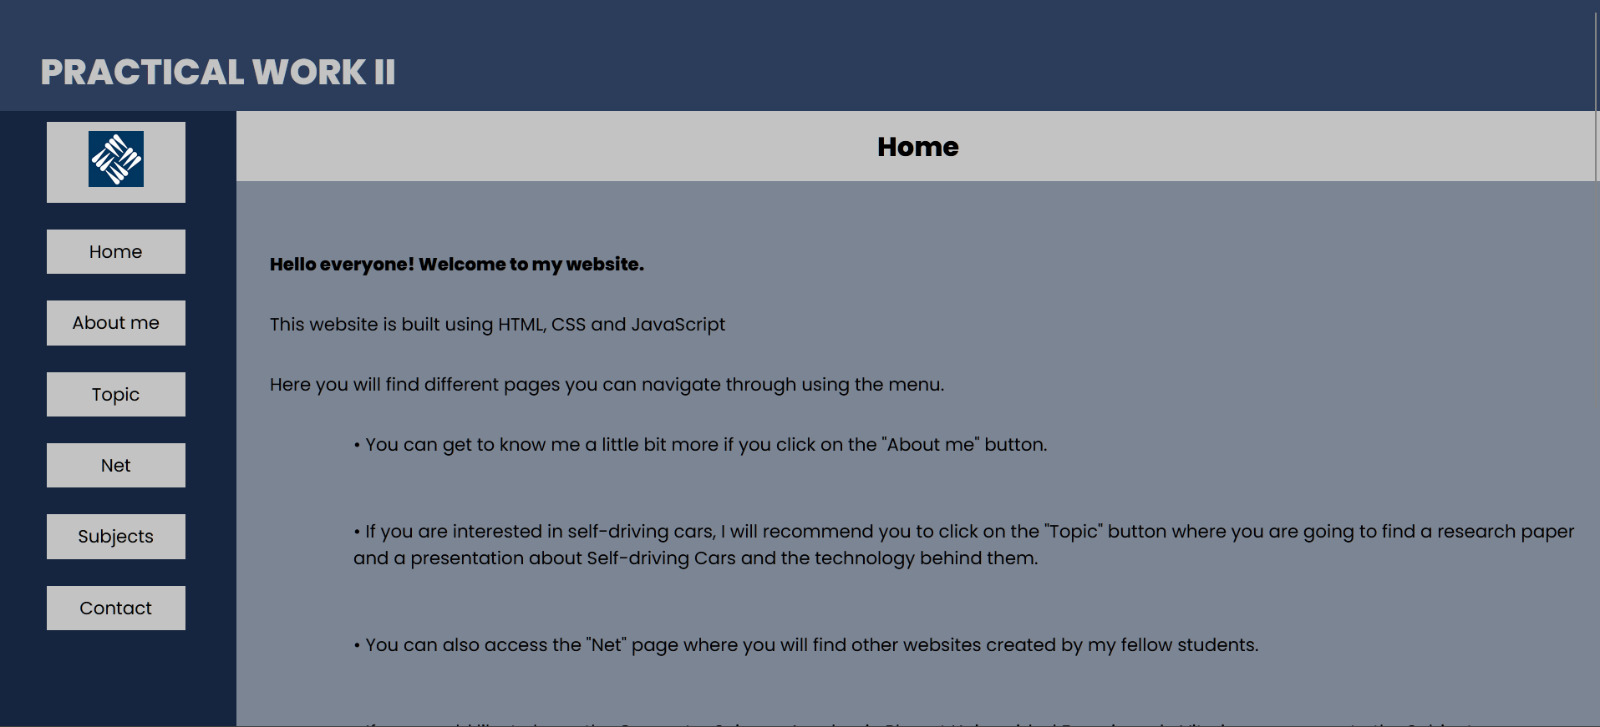 PRACTICAL WORK II
Home
Home
About me
Topic
Net
Subjects
Contact
Hello everyone! Welcome to my website.
This website is built using HTML, CSS and JavaScript
Here you will find different pages you can navigate through using the menu.
• You can get to know me a little bit more if you click on the "About me" button.
• If you are interested in self-driving cars, I will recommend you to click on the "Topic" button where you are going to find a research paper
and a presentation about Self-driving Cars and the technology behind them.
• You can also access the "Net" page where you will find other websites created by my fellow students.